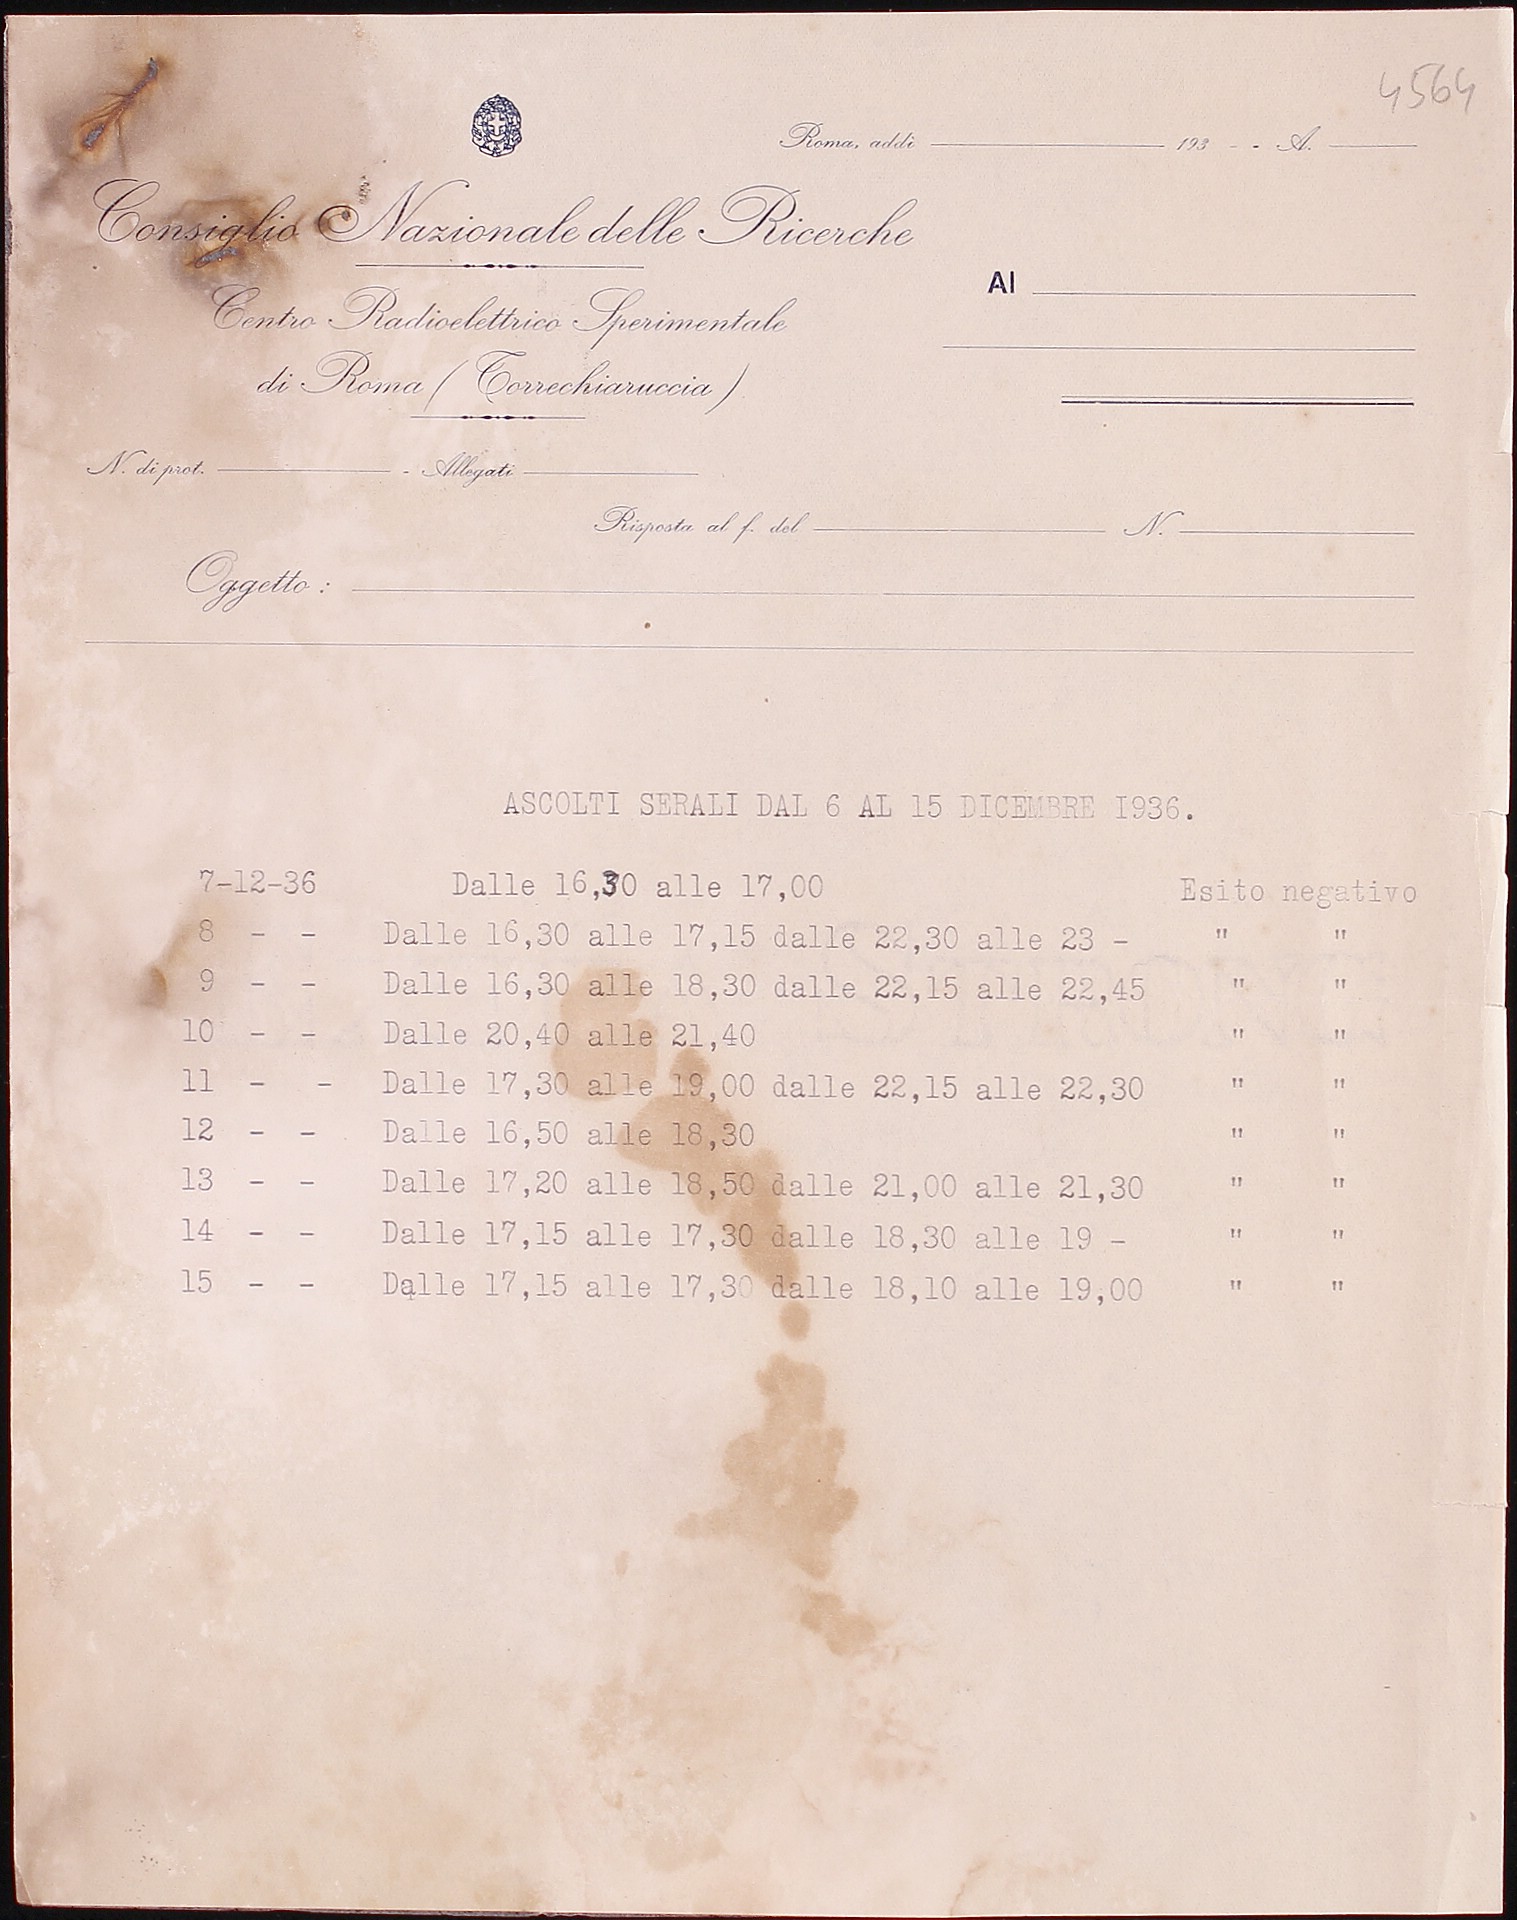 4564
Roma, addì 193 - - A.
Consiglio Nazionale delle Ricerche
Al
Centro Radioelettrico Sperimentale
di Roma (Torrechiaruccia)
N. di prot. - Allegati
Risposta al f. del N.
Oggetto :
ASCOLTI SERALI DAL 6 AL 15 DICEMBRE 1936.
7-12-36 Dalle 16,30 alle 17,00 Esito negativo
8 - - Dalle 16,30 alle 17,15 dalle 22,30 alle 23 - " "
9 - - Dalle 16,30 alle 18,30 dalle 22,15 alle 22,45 " "
10 - - Dalle 20,40 alle 21,40 " "
11 - - Dalle 17,30 alle 19,00 dalle 22,15 alle 22,30 " "
12 - - Dalle 16,50 alle 18,30 " "
13 - - Dalle 17,20 alle 18,50 dalle 21,00 alle 21,30 " "
14 - - Dalle 17,15 alle 17,30 dalle 18,30 alle 19 - " "
15 - - Dalle 17,15 alle 17,30 dalle 18,10 alle 19,00 " "